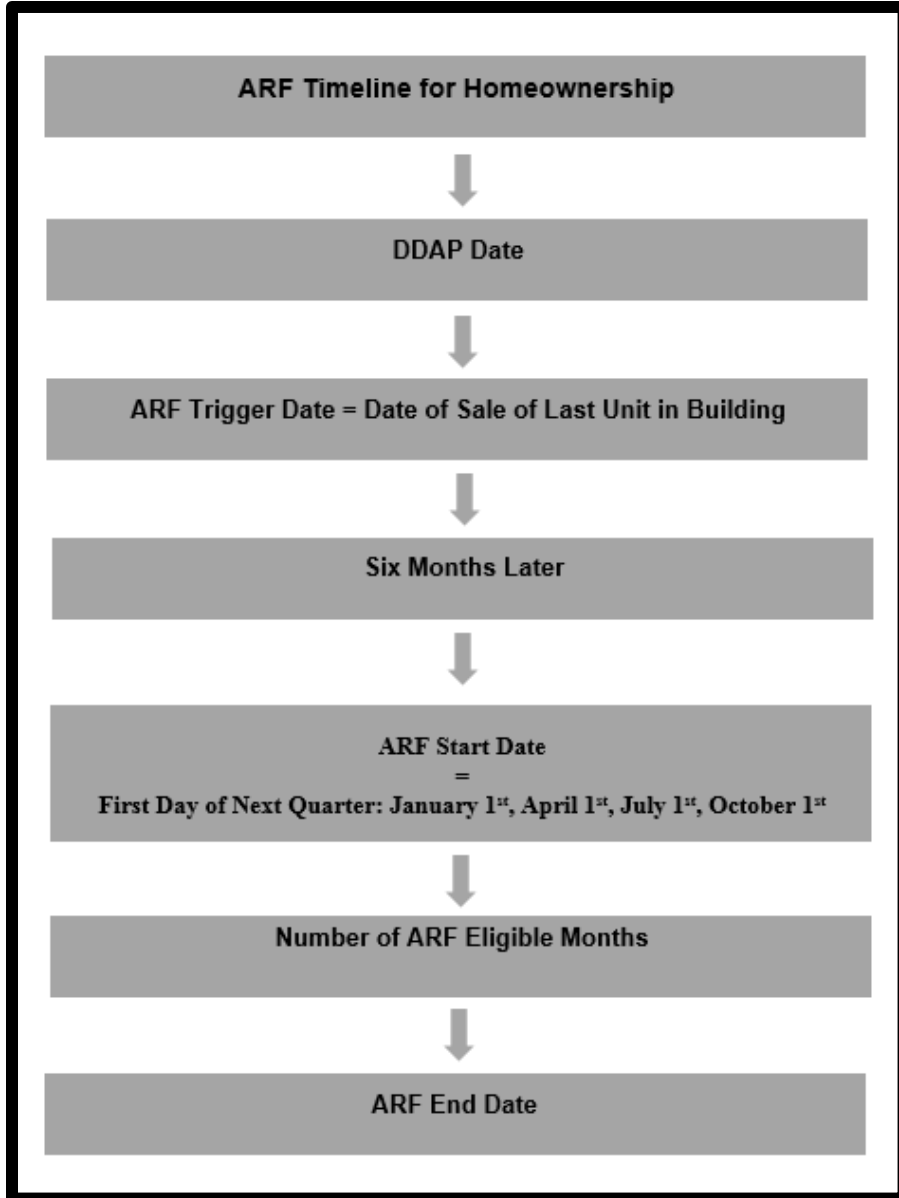 ARF Timeline for Homeownership
DDAP Date
ARF Trigger Date = Date of Sale of Last Unit in Building
Six Months Later
ARF Start Date
=
First Day of Next Quarter: January 1st, April 1st, July 1st, October 1st
Number of ARF Eligible Months
ARF End Date